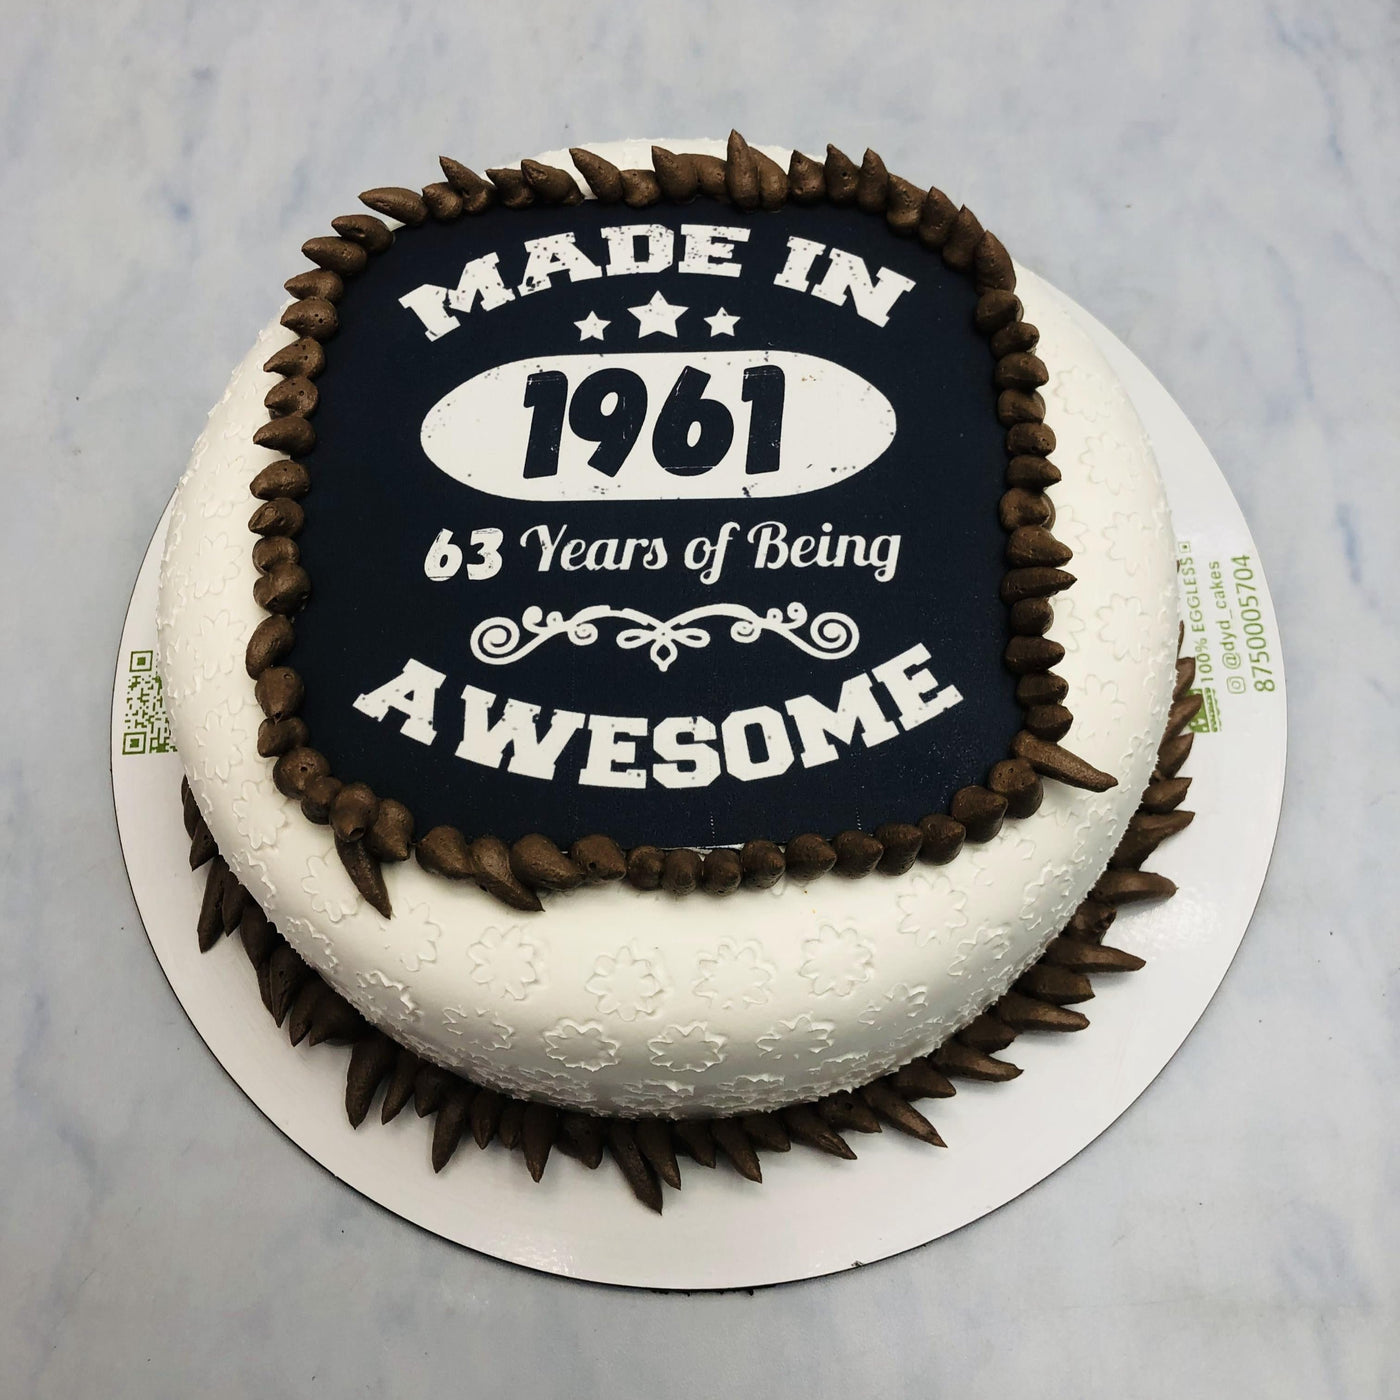 MADE IN
1961
63 Years of Being
AWESOME
100% EGGLESS
@dyd_cakes
8750005704